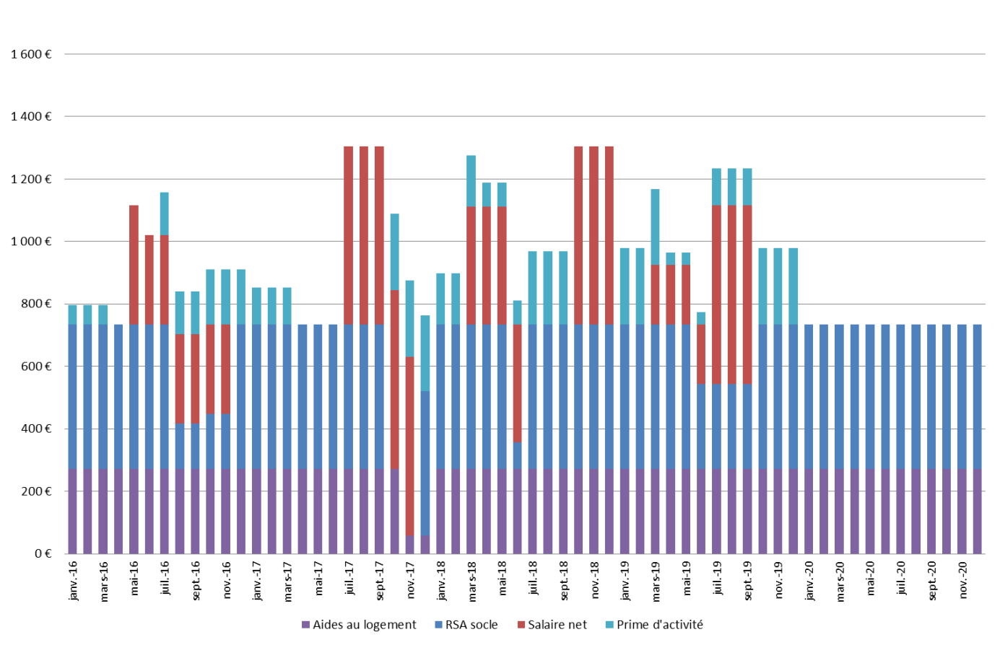 1 600 €
1 400 €
1 200 €
1 000 €
800 €
600 €
400 €
200 €
0 €
janv.-16
mars-16
mai-16
juil.-16
sept.-16
nov.-16
janv.-17
mars-17
mai-17
juil.-17
sept.-17
nov.-17
janv.-18
mars-18
mai-18
juil.-18
sept.-18
nov.-18
janv.-19
mars-19
mai-19
juil.-19
sept.-19
nov.-19
janv.-20
mars-20
mai-20
juil.-20
sept.-20
nov.-20
Aides au logement RSA socle Salaire net Prime d'activité